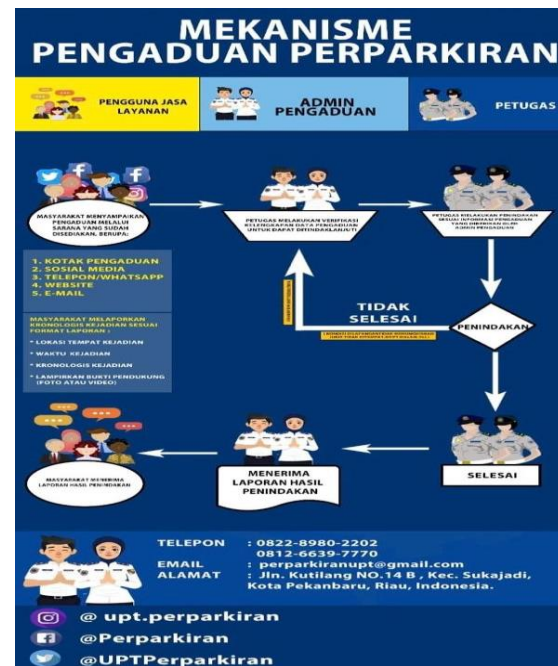 MEKANISME
PENGADUAN PERPARKIRAN
PENGGUNA JASA
LAYANAN
ADMIN
PENGADUAN
PETUGAS
MASYARAKAT MENYAMPAIKAN
PENGADUAN MELALUI
SARANA YANG SUDAH
DISEDIAKAN, BERUPA:
PETUGAS MELAKUKAN VERIFIKASI
KELENGKAPAN DATA PENGADUAN
UNTUK DAPAT DITINDAKLANJUTI
PETUGAS MELAKUKAN PENINDAKAN
SESUAI INFORMASI PENGADUAN
YANG DIBERIKAN OLEH
ADMIN PENGADUAN
1. KOTAK PENGADUAN
2. SOSIAL MEDIA
3. TELEPON/WHATSAPP
4. WEBSITE
5. E-MAIL
MASYARAKAT MELAPORKAN
KRONOLOGIS KEJADIAN SESUAI
FORMAT LAPORAN :
* LOKASI TEMPAT KEJADIAN
* WAKTU KEJADIAN
* KRONOLOGIS KEJADIAN
* LAMPIRKAN BUKTI PENDUKUNG
(FOTO ATAU VIDEO)
TIDAK
SELESAI
PENINDAKAN
MASYARAKAT MENERIMA
LAPORAN HASIL PENINDAKAN
MENERIMA
LAPORAN HASIL
PENINDAKAN
SELESAI
TELEPON : 0822-8980-2202
0812-6639-7770
EMAIL : perparkiranupt@gmail.com
ALAMAT : Jln. Kutilang NO.14 B , Kec. Sukajadi,
Kota Pekanbaru, Riau, Indonesia.
@ upt.perparkiran
@Perparkiran
@UPTPerparkiran